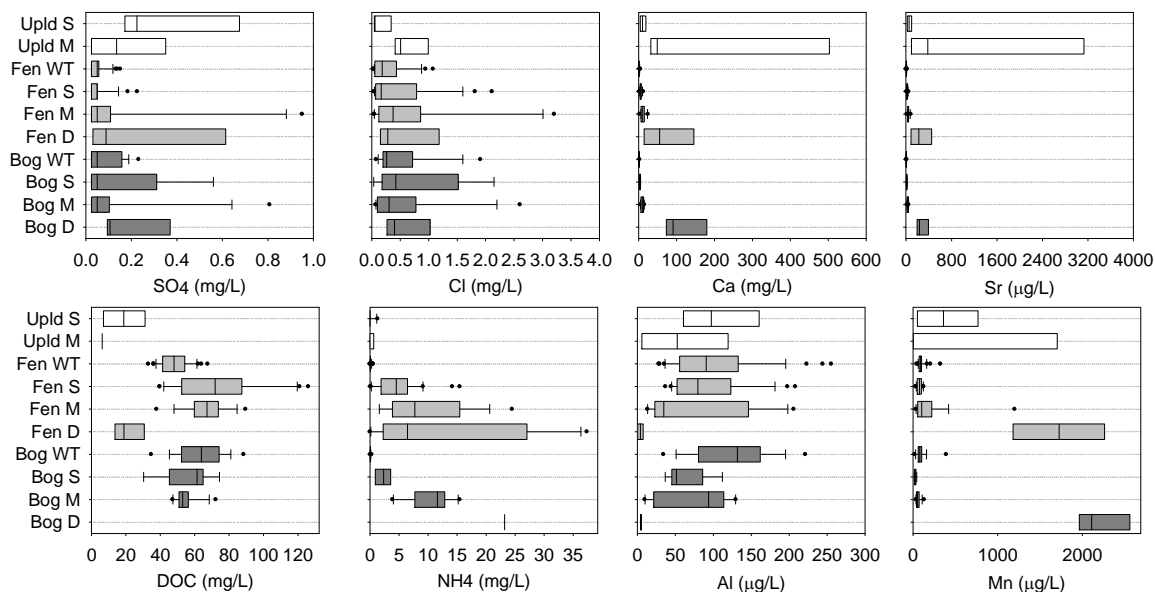 Upld S
Upld M
Fen WT
Fen S
Fen M
Fen D
Bog WT
Bog S
Bog M
Bog D
0.0 0.2 0.4 0.6 0.8 1.0
SO4 (mg/L)
0.0 0.5 1.0 1.5 2.0 2.5 3.0 3.5 4.0
Cl (mg/L)
0 100 200 300 400 500 600
Ca (mg/L)
0 800 1600 2400 3200 4000
Sr (µg/L)
Upld S
Upld M
Fen WT
Fen S
Fen M
Fen D
Bog WT
Bog S
Bog M
Bog D
0 20 40 60 80 100 120
DOC (mg/L)
0 5 10 15 20 25 30 35
NH4 (mg/L)
0 50 100 150 200 300
Al (µg/L)
0 1000 2000
Mn (µg/L)